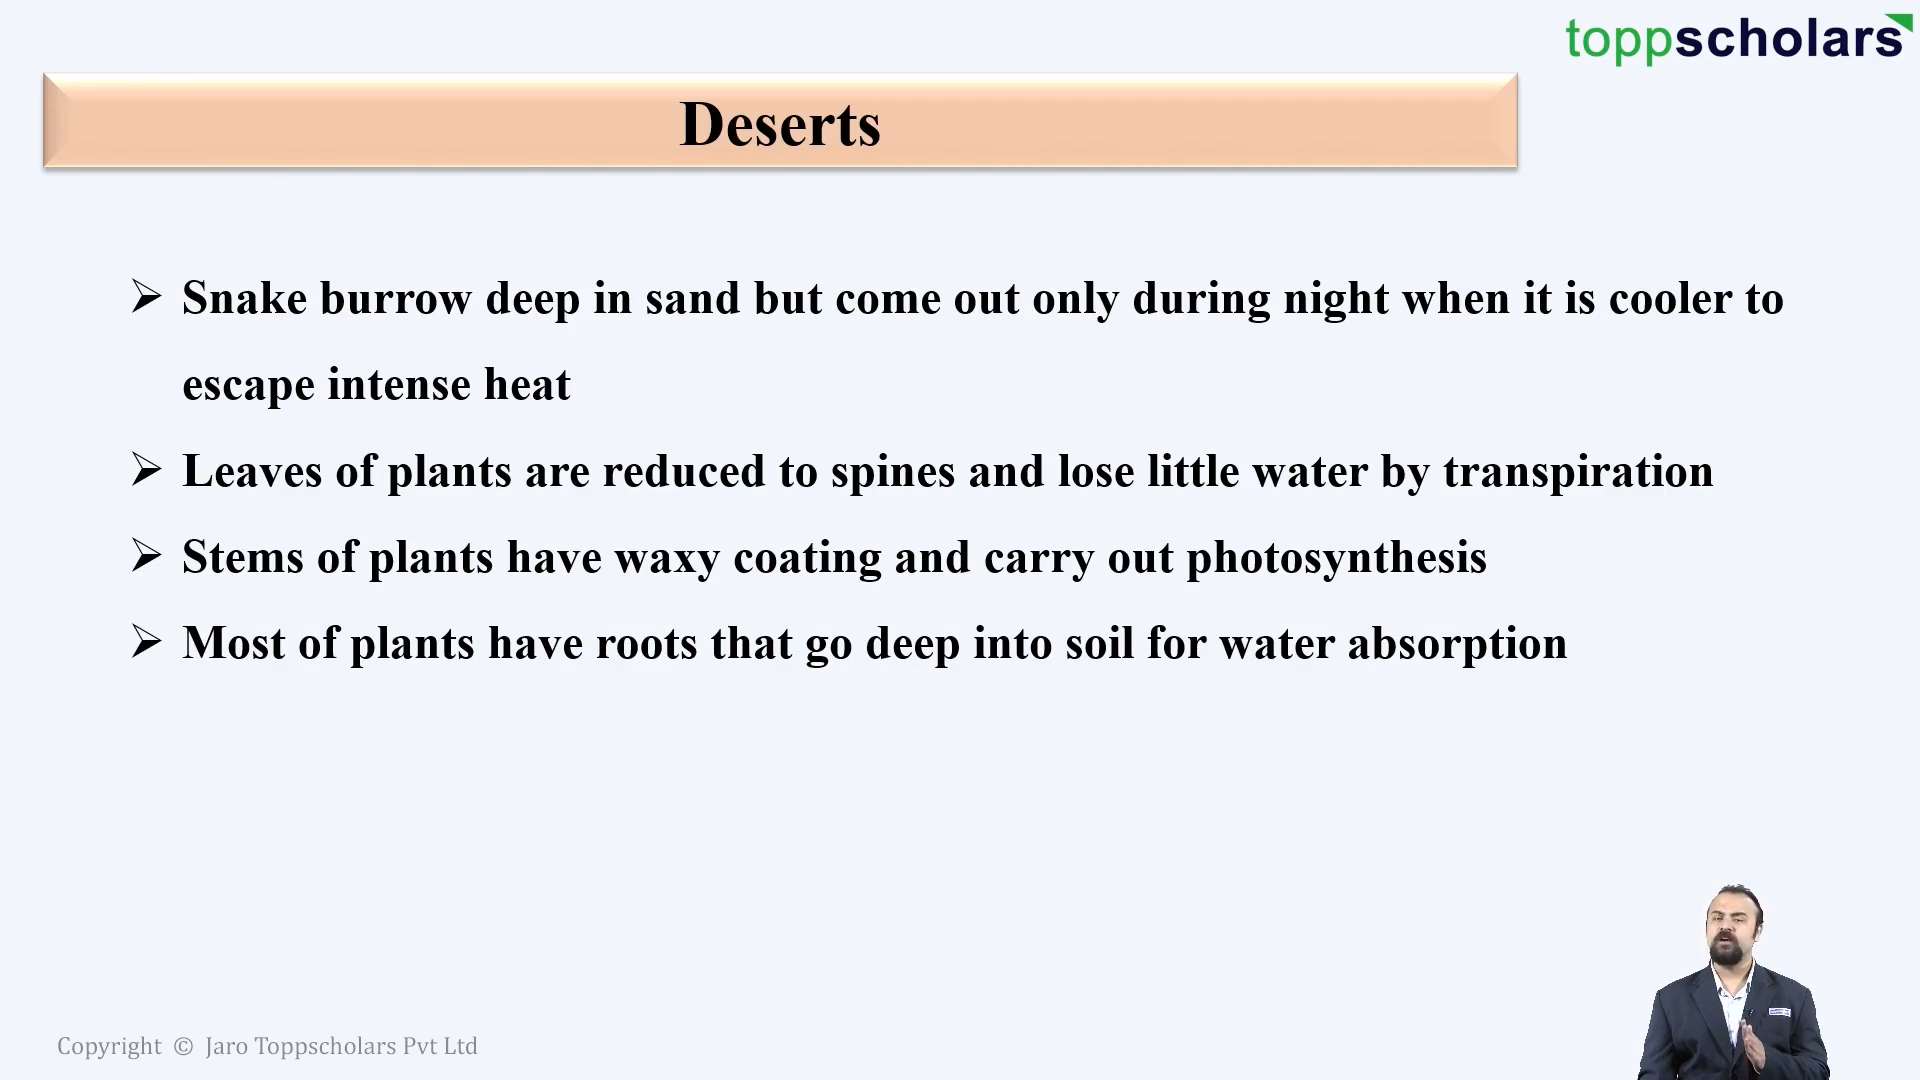 toppscholars
Deserts
➢ Snake burrow deep in sand but come out only during night when it is cooler to
escape intense heat
➢ Leaves of plants are reduced to spines and lose little water by transpiration
➢ Stems of plants have waxy coating and carry out photosynthesis
➢ Most of plants have roots that go deep into soil for water absorption
Copyright © Jaro Toppscholars Pvt Ltd